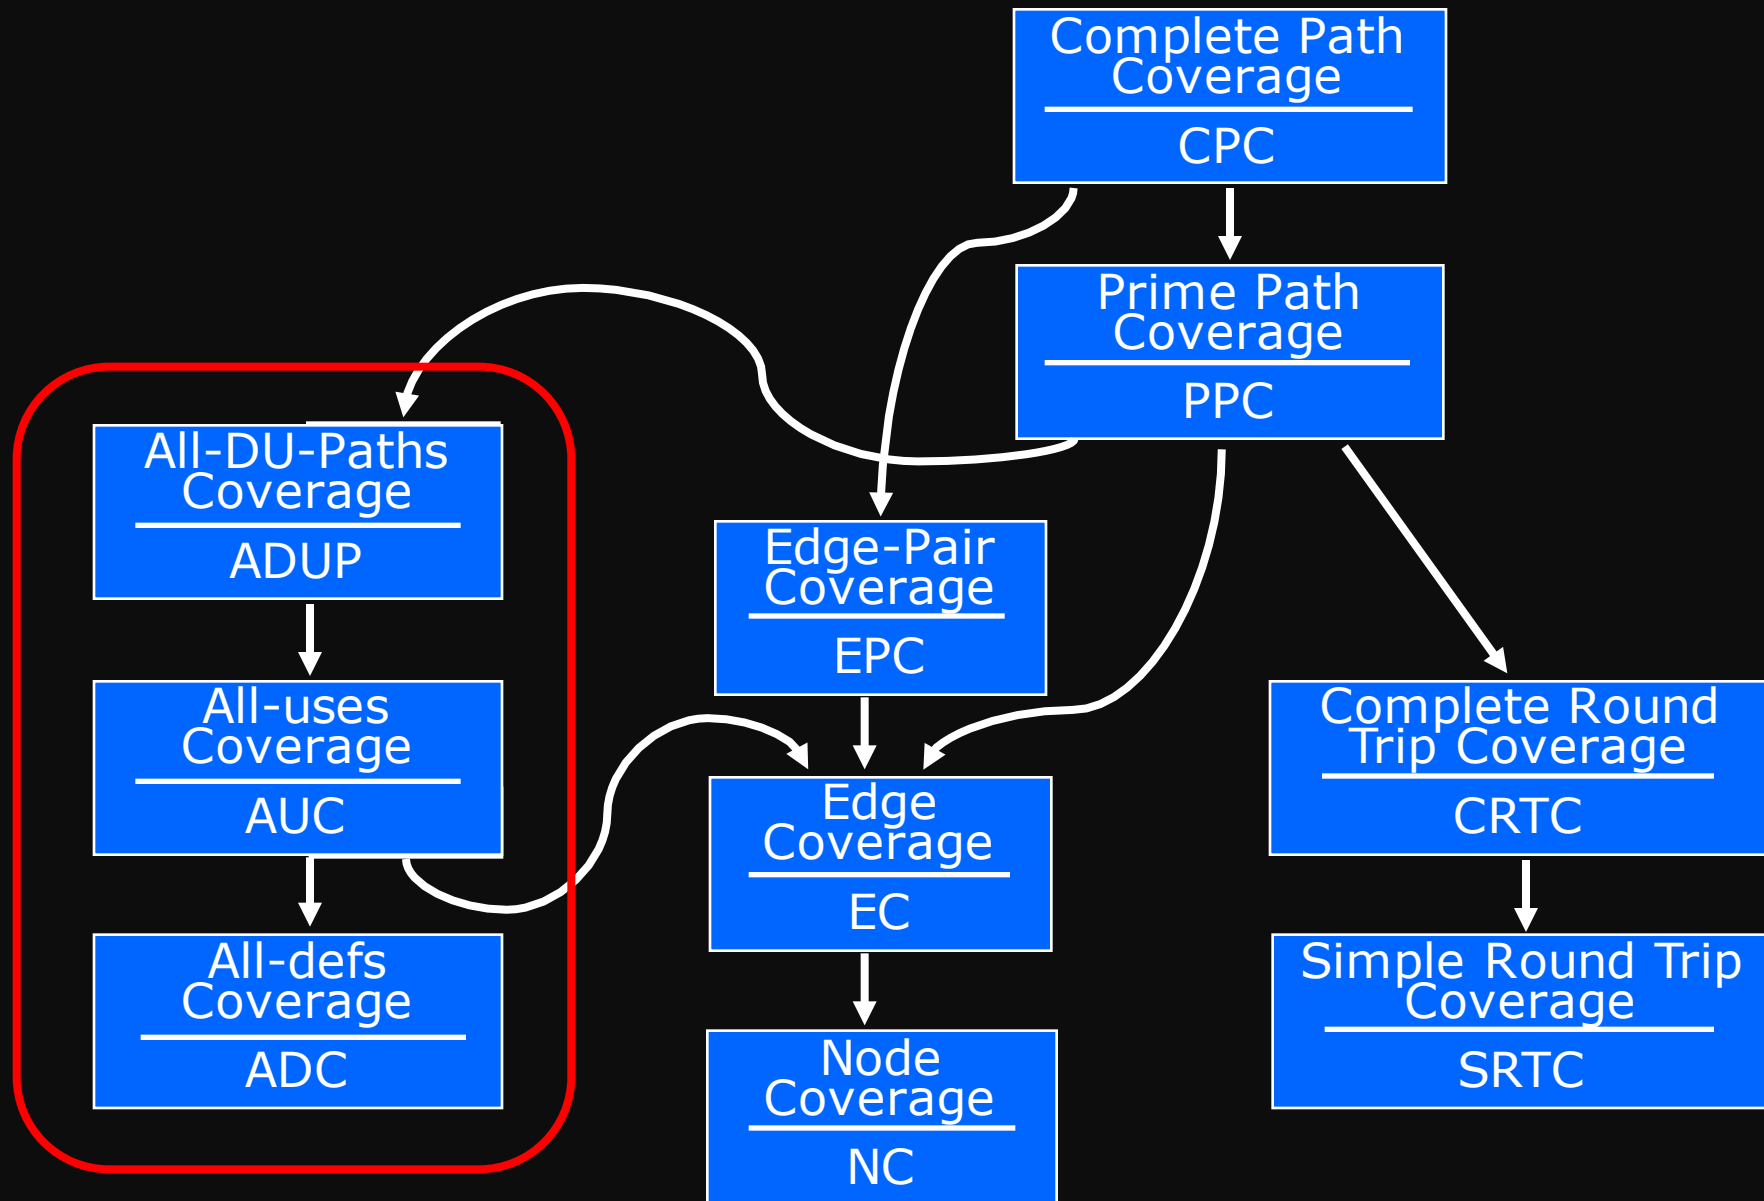 Complete Path
Coverage
CPC
Prime Path
Coverage
PPC
All-DU-Paths
Coverage
ADUP
Edge-Pair
Coverage
EPC
All-uses
Coverage
AUC
Complete Round
Trip Coverage
CRTC
Edge
Coverage
EC
All-defs
Coverage
ADC
Simple Round Trip
Coverage
SRTC
Node
Coverage
NC